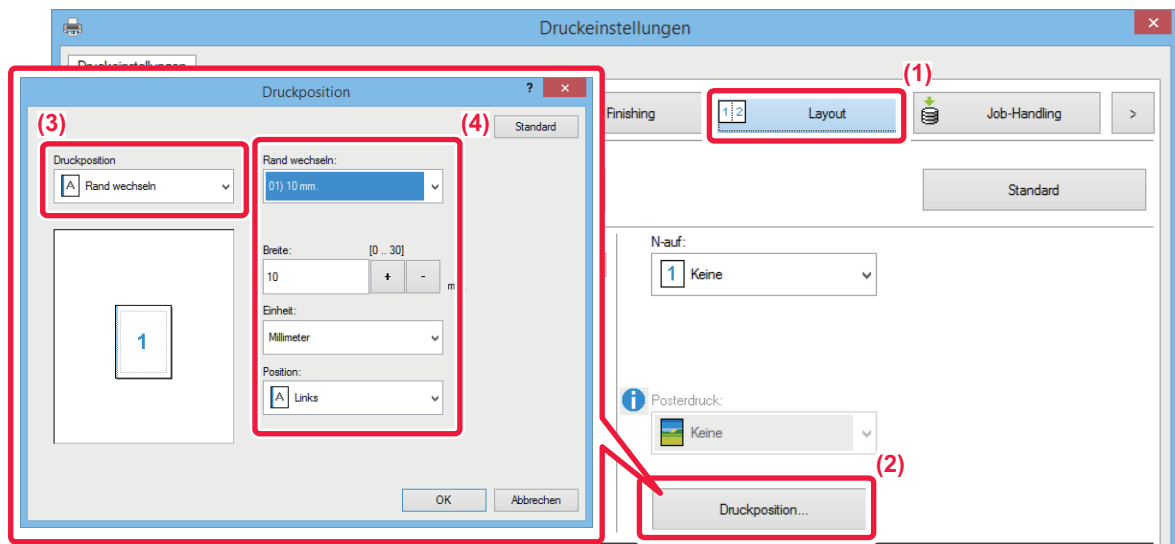 Druckeinstellungen
Druckeinstellungen
(1)
Finishing
1 2 Layout
Job-Handling
>
Standard
N-auf:
1 Keine
Posterdruck:
Keine
(2)
Druckposition...
Druckposition
?
(3)
(4)
Standard
Druckposition
A Rand wechseln
1
Rand wechseln:
01) 10 mm.
Breite: [0 .. 30]
10 + -
Einheit:
Millimeter
Position:
A Links
OK Abbrechen